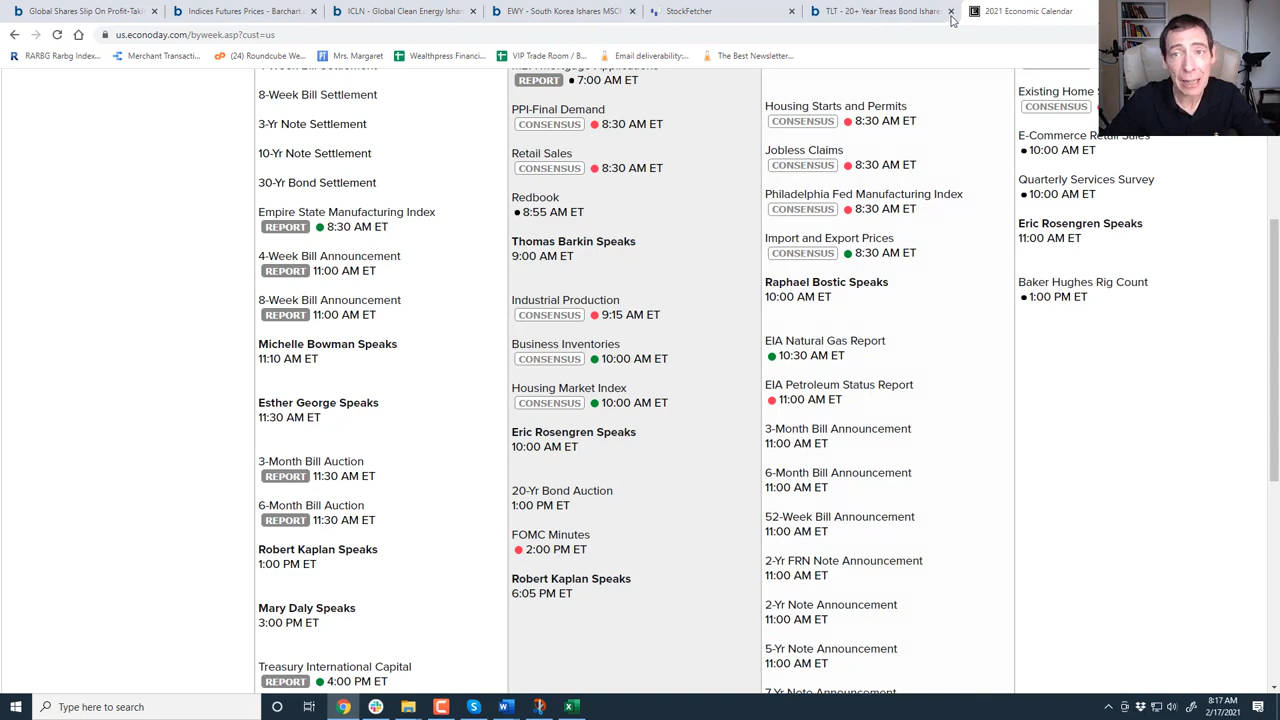 Global Shares Slip On Profit-Tak
Indices Futures Prices - Barchart.
ICLN - Global Clean Energy Ishar
EWY - South Korea Ishares MSCI
StockFetcher
TLT - 20+ Year Treas Bond Ishare
2021 Economic Calendar
us.econoday.com/byweek.asp?cust=us
RARBG Rarbg Index...
Merchant Transacti...
(4) Roundcube We...
Mrs. Margaret
Wealthpress Financi...
VIP Trade Room / B...
Email deliverability:...
The Best Newsletter...
8-Week Bill Settlement
3-Yr Note Settlement
10-Yr Note Settlement
30-Yr Bond Settlement
Empire State Manufacturing Index
REPORT 8:30 AM ET
4-Week Bill Announcement
REPORT 11:00 AM ET
8-Week Bill Announcement
REPORT 11:00 AM ET
Michelle Bowman Speaks
11:10 AM ET
Esther George Speaks
11:30 AM ET
3-Month Bill Auction
REPORT 11:30 AM ET
6-Month Bill Auction
REPORT 11:30 AM ET
Robert Kaplan Speaks
1:00 PM ET
Mary Daly Speaks
3:00 PM ET
Treasury International Capital
REPORT 4:00 PM ET
REPORT 7:00 AM ET
PPI-Final Demand
CONSENSUS 8:30 AM ET
Retail Sales
CONSENSUS 8:30 AM ET
Redbook
8:55 AM ET
Thomas Barkin Speaks
9:00 AM ET
Industrial Production
CONSENSUS 9:15 AM ET
Business Inventories
CONSENSUS 10:00 AM ET
Housing Market Index
CONSENSUS 10:00 AM ET
Eric Rosengren Speaks
10:00 AM ET
20-Yr Bond Auction
1:00 PM ET
FOMC Minutes
2:00 PM ET
Robert Kaplan Speaks
6:05 PM ET
Housing Starts and Permits
CONSENSUS 8:30 AM ET
Jobless Claims
CONSENSUS 8:30 AM ET
Philadelphia Fed Manufacturing Index
CONSENSUS 8:30 AM ET
Import and Export Prices
CONSENSUS 8:30 AM ET
Raphael Bostic Speaks
10:00 AM ET
EIA Natural Gas Report
10:30 AM ET
EIA Petroleum Status Report
11:00 AM ET
3-Month Bill Announcement
11:00 AM ET
6-Month Bill Announcement
11:00 AM ET
52-Week Bill Announcement
11:00 AM ET
2-Yr FRN Note Announcement
11:00 AM ET
2-Yr Note Announcement
11:00 AM ET
5-Yr Note Announcement
11:00 AM ET
7-Yr Note Announcement
Existing Home
CONSENSUS
E-Commerce Retail Sales
10:00 AM ET
Quarterly Services Survey
10:00 AM ET
Eric Rosengren Speaks
11:00 AM ET
Baker Hughes Rig Count
1:00 PM ET
Type here to search
8:17 AM
2/17/2021